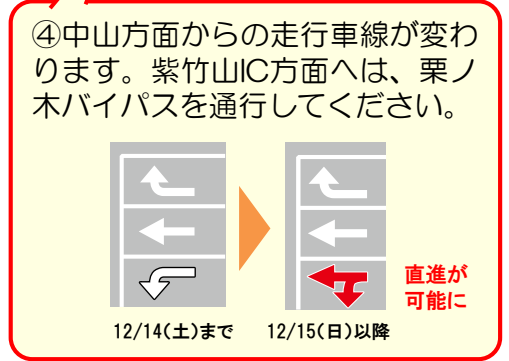 ④中山方面からの走行車線が変わ
ります。紫竹山IC方面へは、栗ノ
木バイパスを通行してください。
直進が
可能に
12/14(土)まで
12/15(日)以降